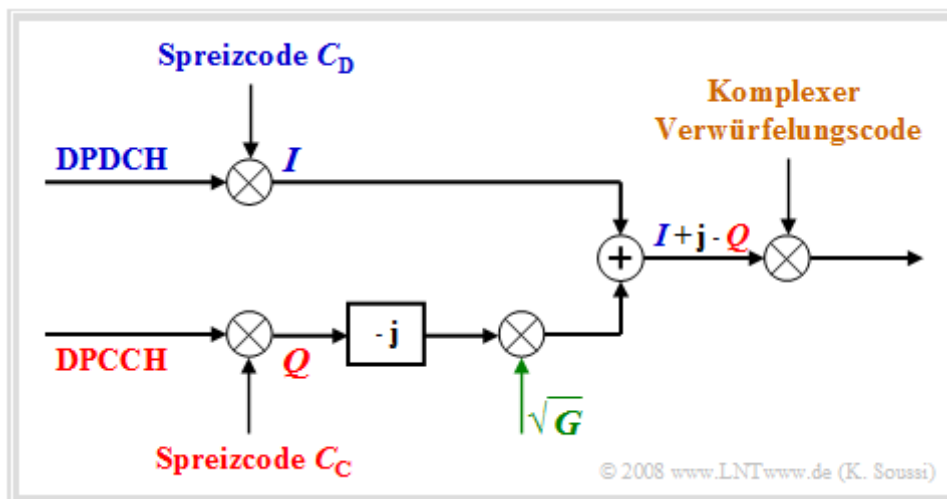 Spreizcode C_D
Komplexer
Verwürfelungscode
DPDCH
I
I + j - Q
+
DPCCH
Q
- j
√G
Spreizcode C_C
© 2008 www.LNTwww.de (K. Soussi)